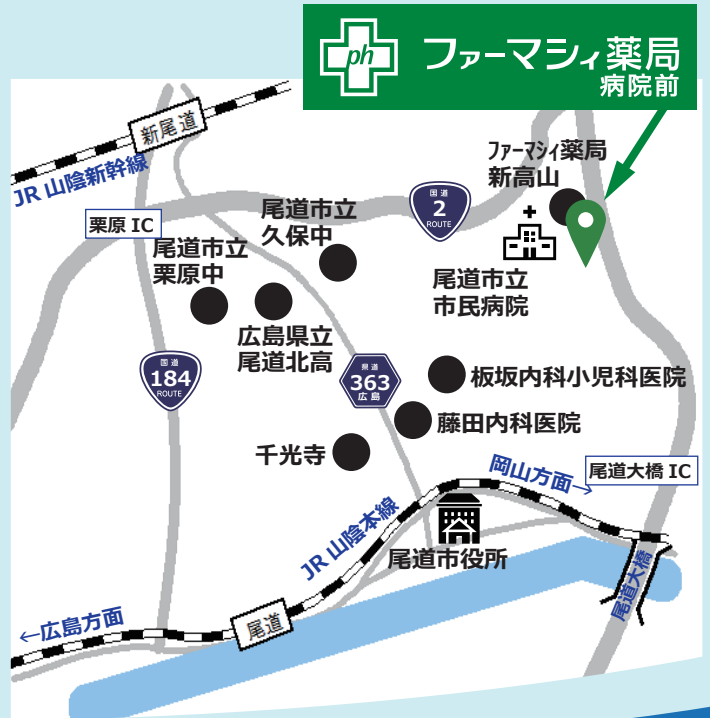 ph
ファーマシィ薬局
病院前
新尾道
JR 山陰新幹線
ファーマシィ薬局
新高山
国道
2
ROUTE
栗原 IC
尾道市立
久保中
尾道市立
栗原中
尾道市立
市民病院
広島県立
尾道北高
国道
184
ROUTE
県道
363
広島
板坂内科小児科医院
藤田内科医院
千光寺
岡山方面→
尾道大橋 IC
JR 山陰本線
尾道市役所
尾道大橋
尾道
←広島方面